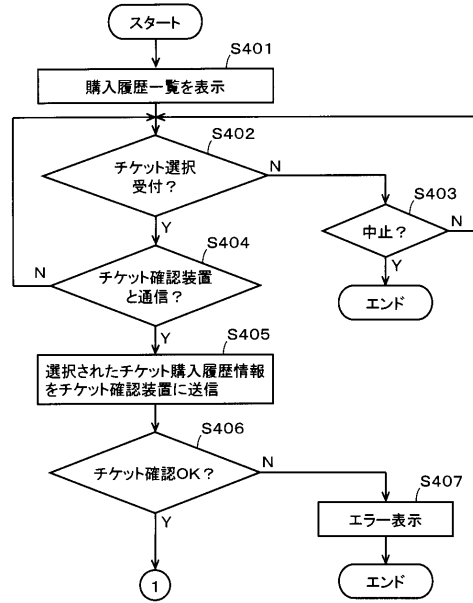 スタート
S401
購入履歴一覧を表示
S402
チケット選択
受付?
N
Y
S403
中止?
N
Y
エンド
S404
チケット確認装置
と通信?
N
Y
S405
選択されたチケット購入履歴情報
をチケット確認装置に送信
S406
チケット確認OK?
N
Y
S407
エラー表示
エンド
1